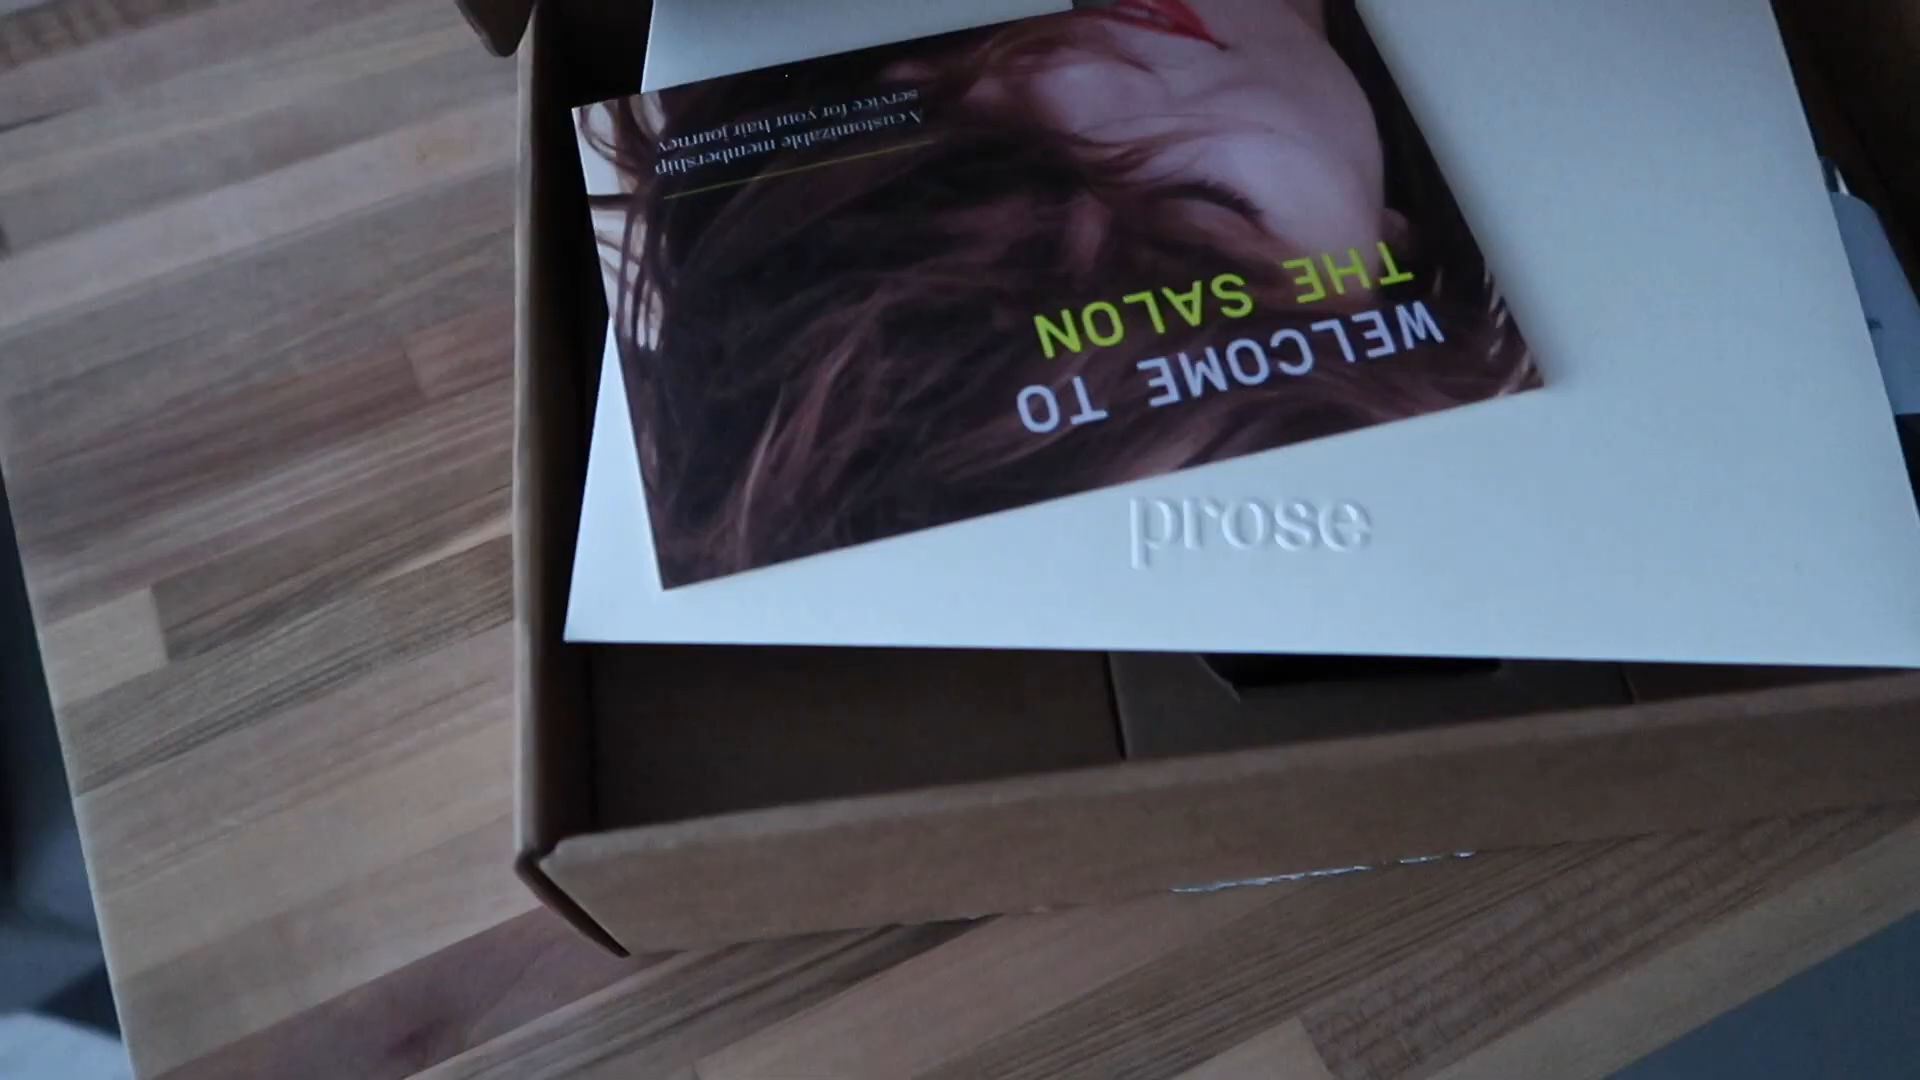 WELCOME TO
THE SALON
A customizable membership
service for your hair journey
prose